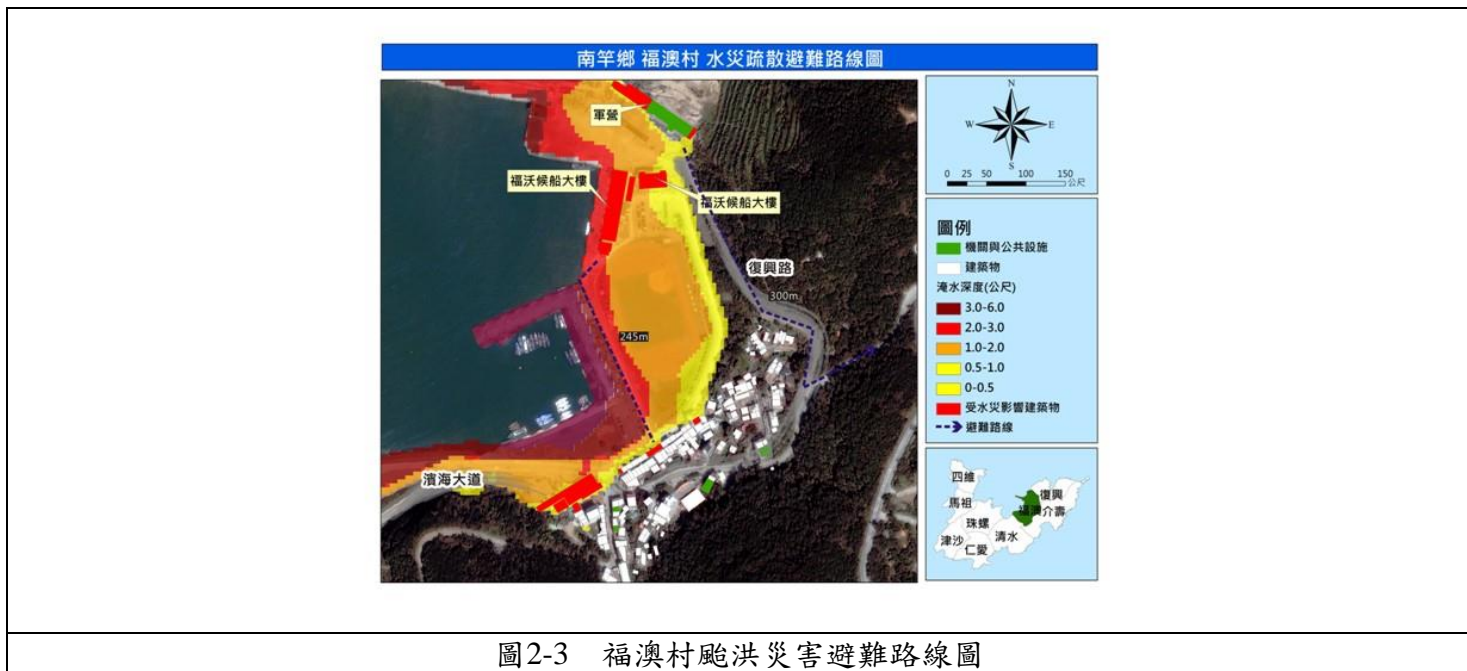 南竿鄉 福澳村 水災疏散避難路線圖
軍營
福沃候船大樓
福沃候船大樓
復興路
300m
245m
濱海大道
N
W
E
S
0 25 50 100 150
公尺
圖例
機關與公共設施
建築物
淹水深度(公尺)
3.0-6.0
2.0-3.0
1.0-2.0
0.5-1.0
0-0.5
受水災影響建築物
避難路線
四維
馬祖
復興
福澳
介壽
珠螺
清水
津沙
仁愛
圖2-3 福澳村颱洪災害避難路線圖